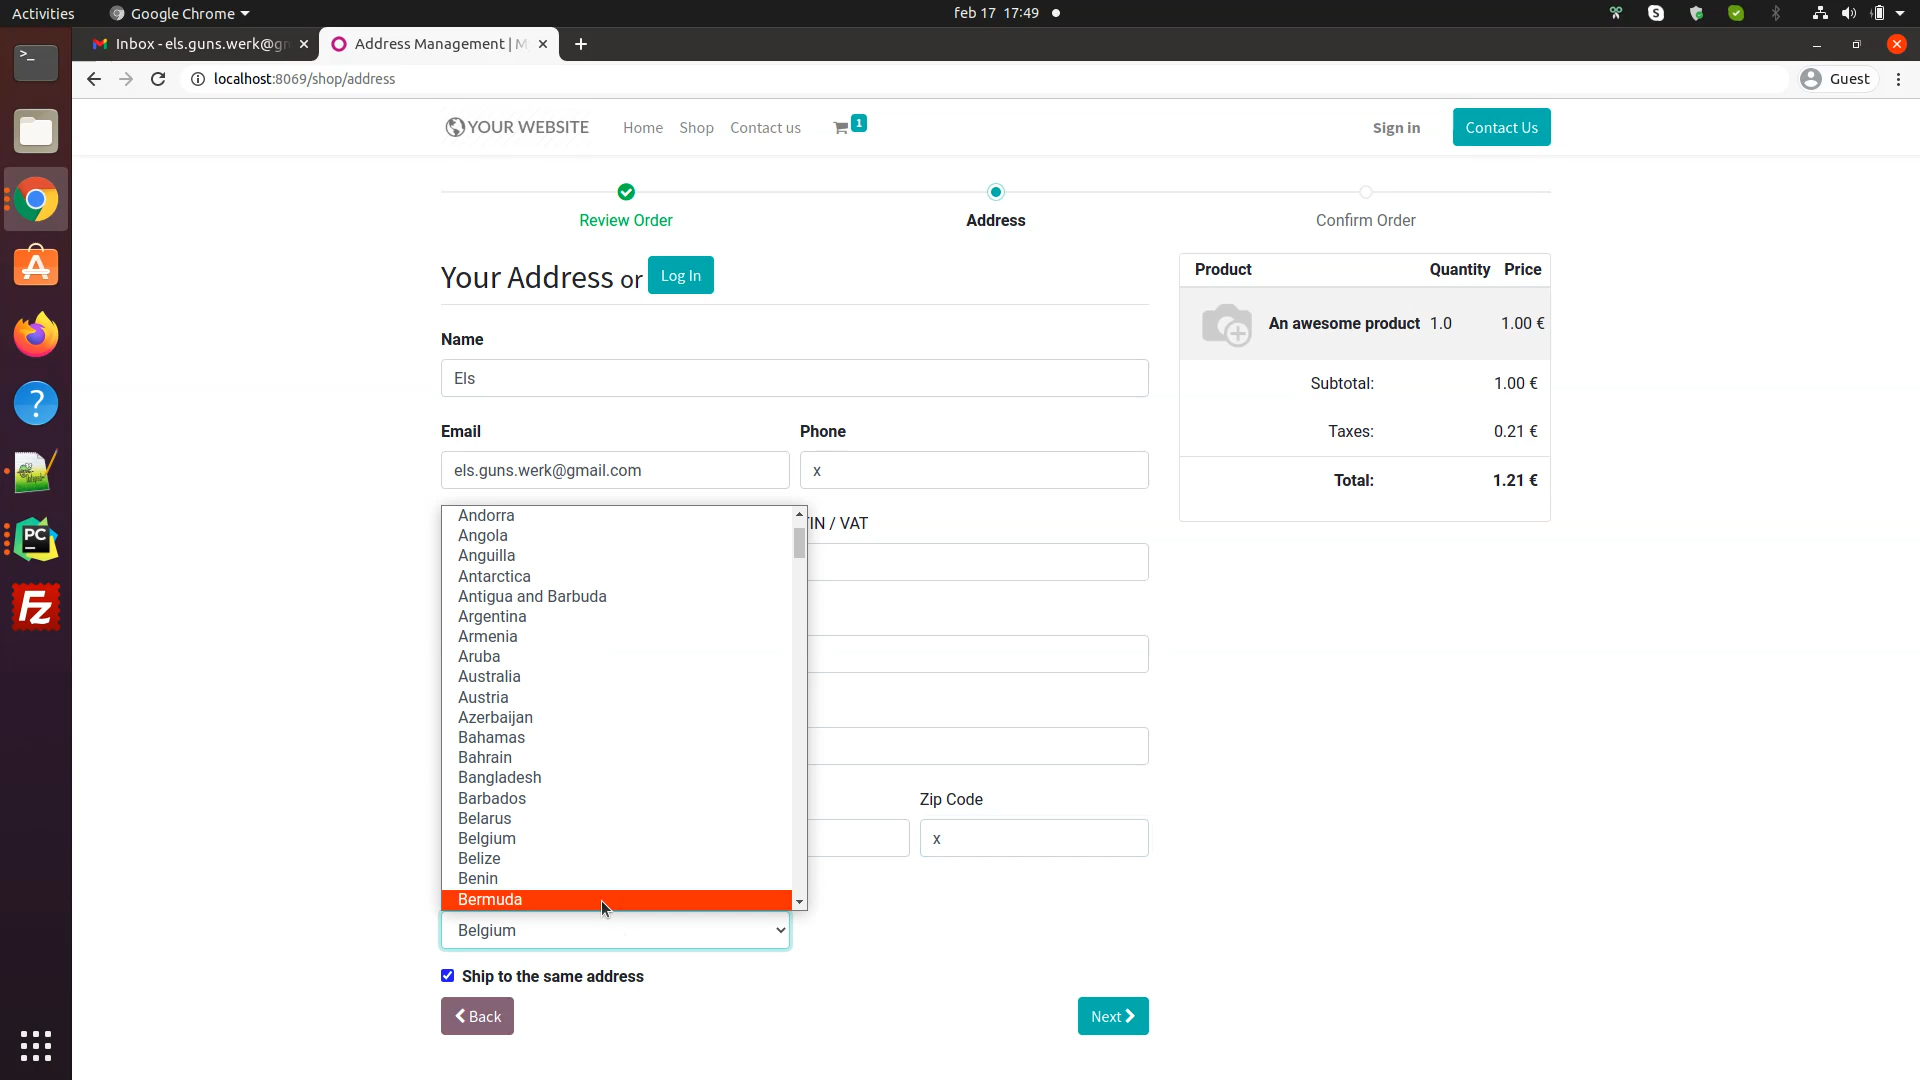 Activities
Google Chrome
feb 17 17:49
Inbox - els.guns.werk@gm
Address Management | M
localhost:8069/shop/address
Guest
YOUR WEBSITE
Home
Shop
Contact us
1
Sign in
Contact Us
Review Order
Address
Confirm Order
Your Address or
Log In
Product Quantity Price
An awesome product 1.0 1.00 €
Subtotal: 1.00 €
Taxes: 0.21 €
Total: 1.21 €
Name
Els
Email
Phone
els.guns.werk@gmail.com
x
TIN / VAT
Andorra
Angola
Anguilla
Antarctica
Antigua and Barbuda
Argentina
Armenia
Aruba
Australia
Austria
Azerbaijan
Bahamas
Bahrain
Bangladesh
Barbados
Belarus
Belgium
Belize
Benin
Bermuda
Zip Code
x
Belgium
Ship to the same address
Back
Next